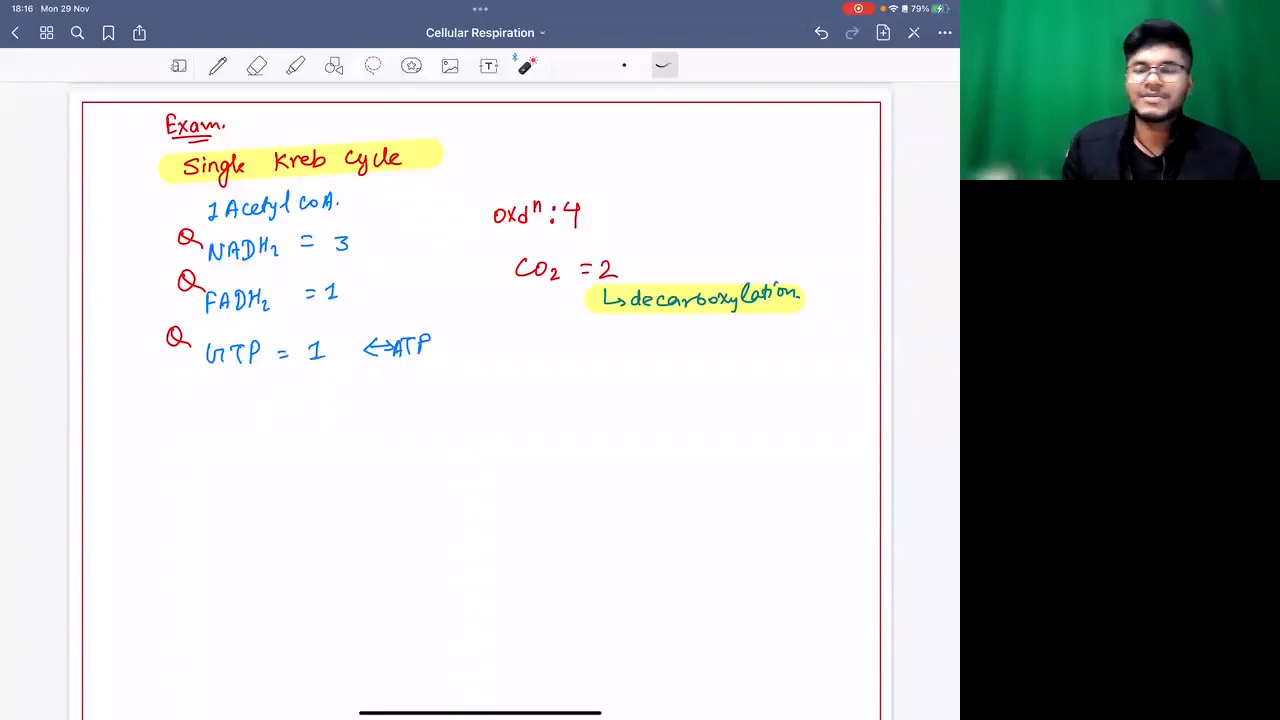 18:16 Mon 29 Nov
79%
Cellular Respiration
T
Exam.
Single Kreb Cycle
1 Acetyl CoA.
Q NADH₂ = 3
Q FADH₂ = 1
Q GTP = 1 ↔ATP
oxdⁿ : 4
CO₂ = 2
↳decarboxylation